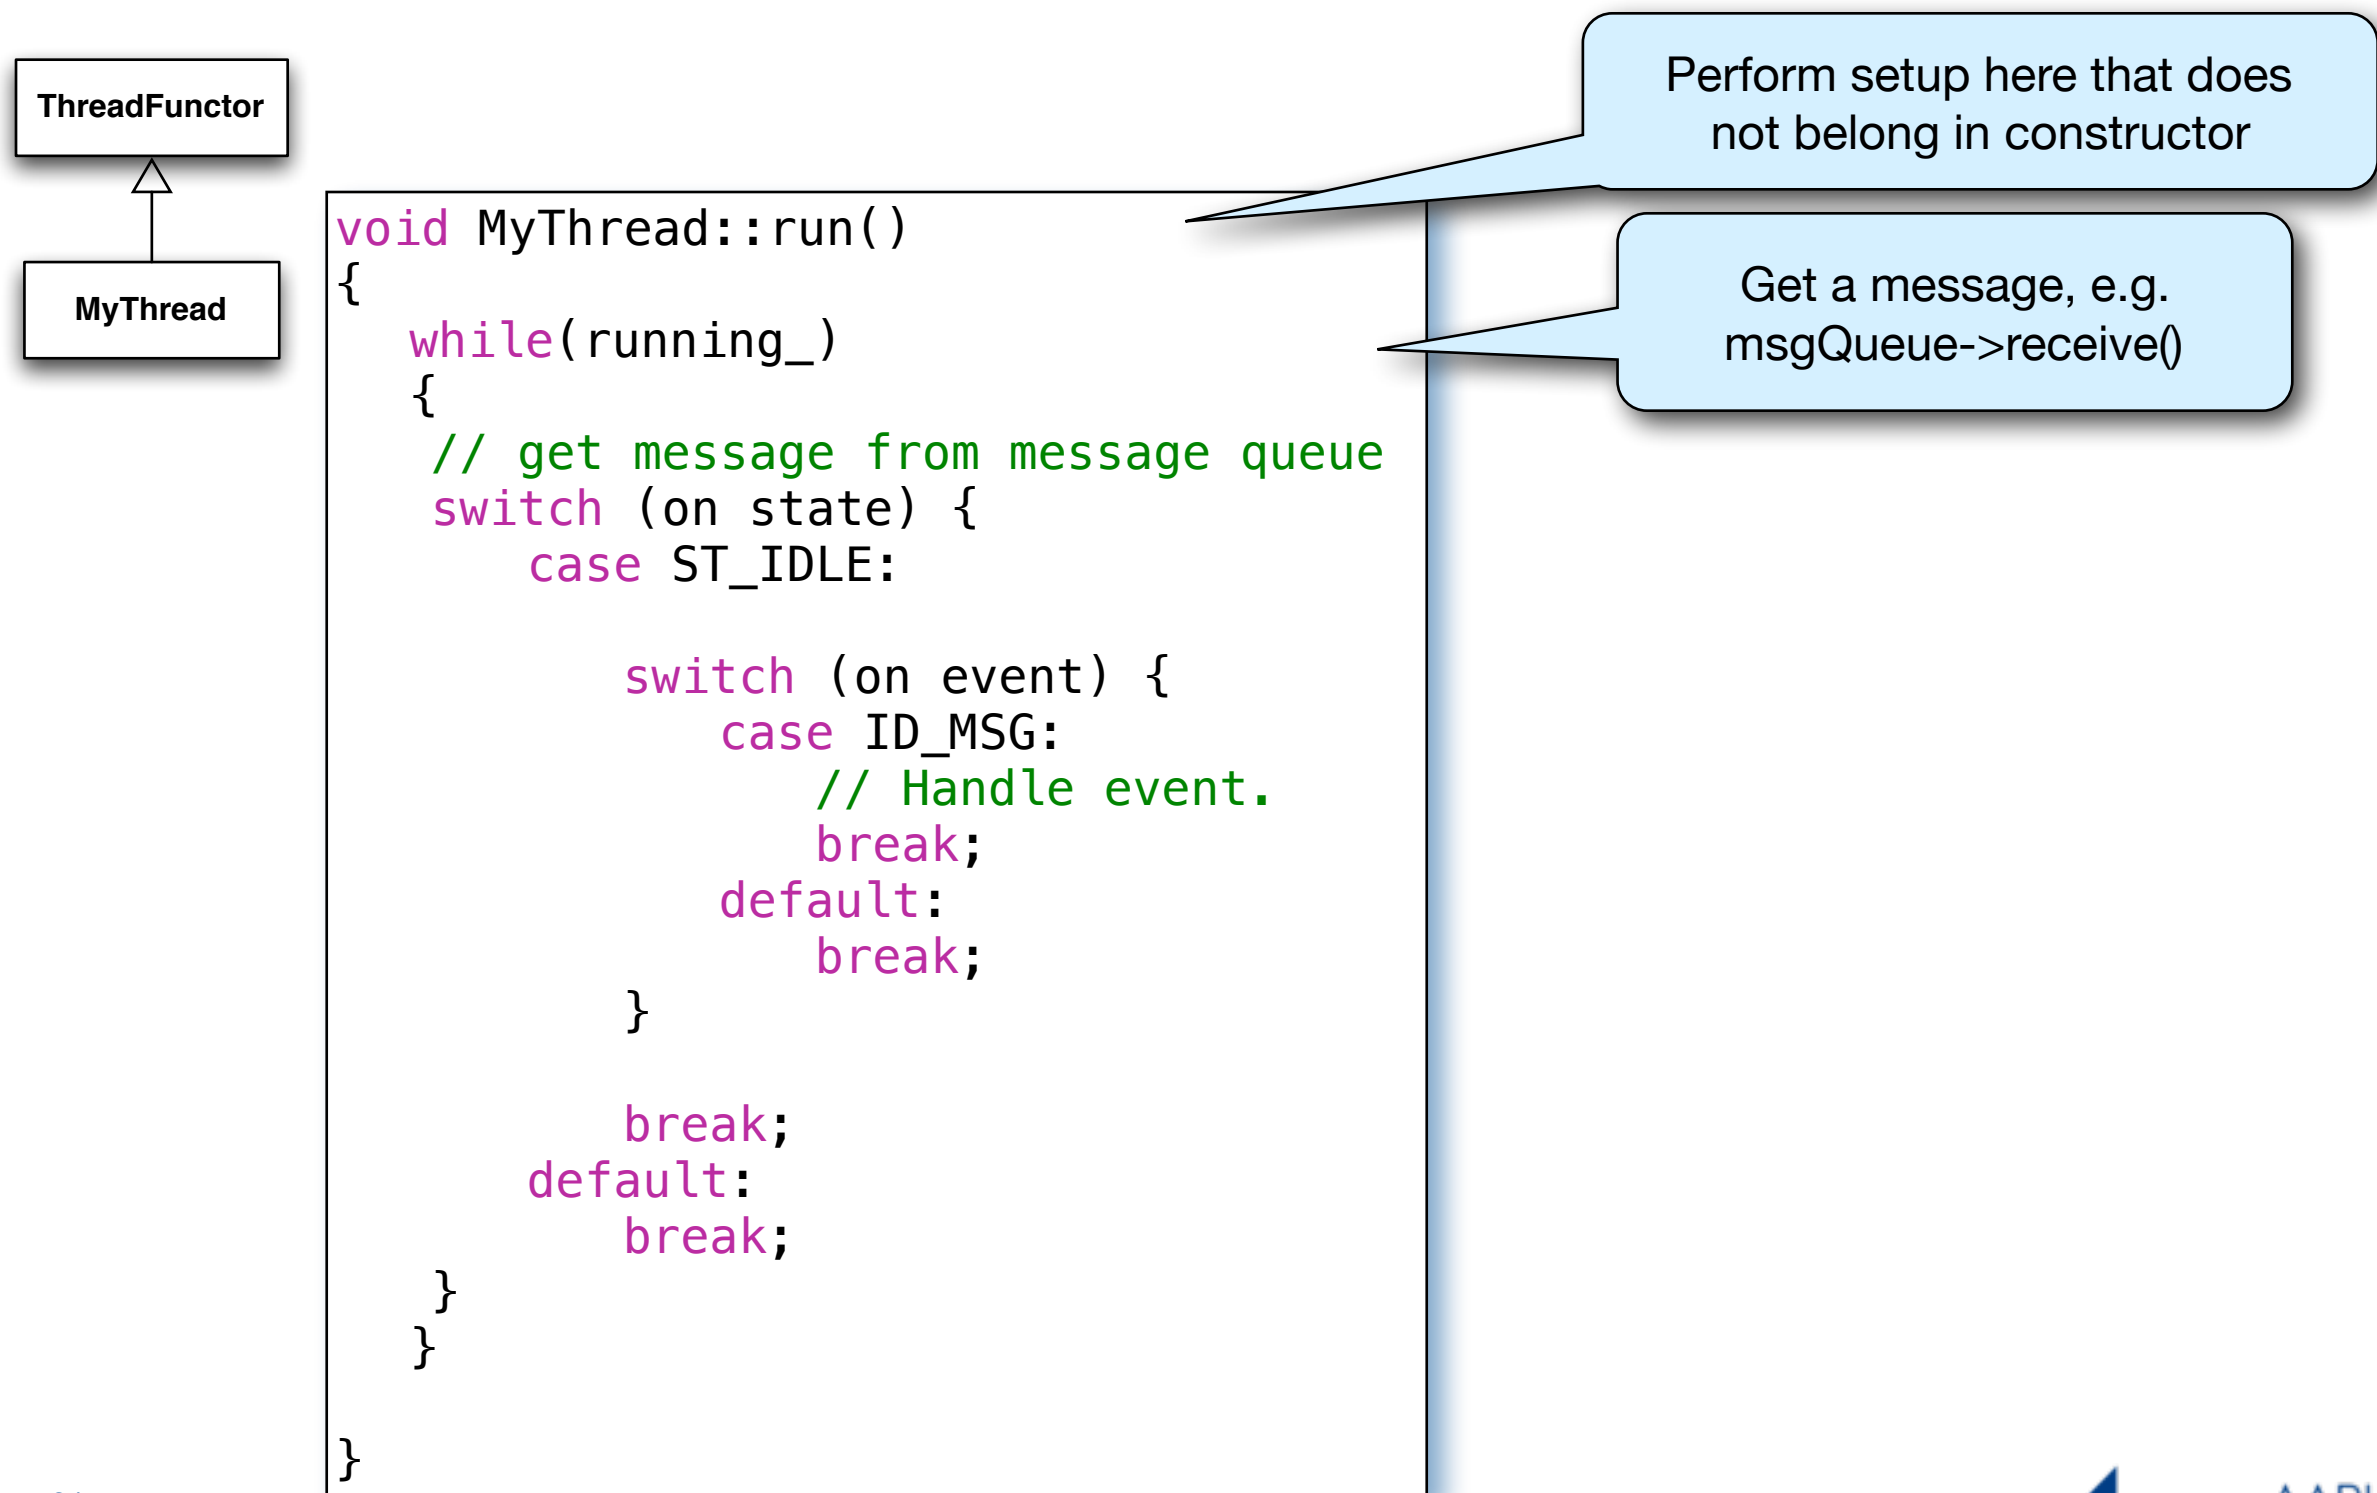 ThreadFunctor
MyThread
Perform setup here that does
not belong in constructor
Get a message, e.g.
msgQueue->receive()
void MyThread::run()
{
while(running_)
{
// get message from message queue
switch (on state) {
case ST_IDLE:
switch (on event) {
case ID_MSG:
// Handle event.
break;
default:
break;
}
break;
default:
break;
}
}
}